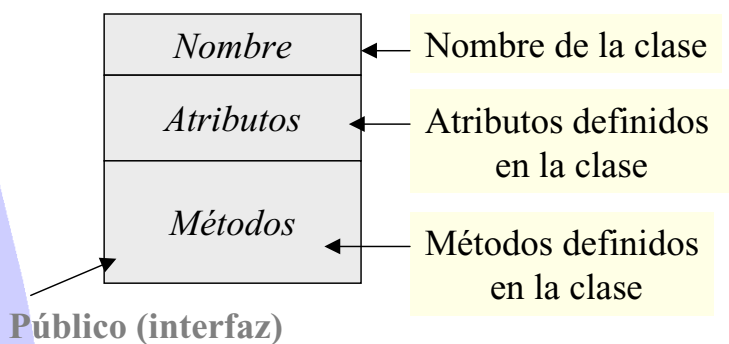 Nombre
Nombre de la clase
Atributos
Atributos definidos
en la clase
Métodos
Métodos definidos
en la clase
Público (interfaz)